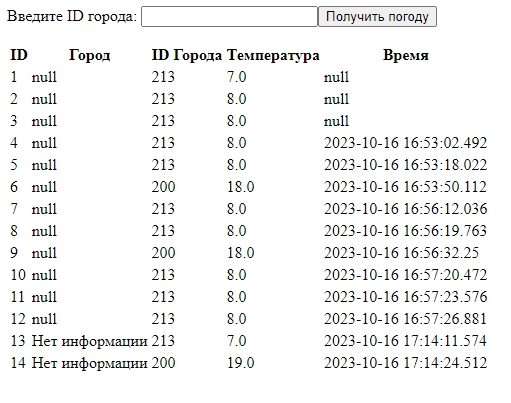 Введите ID города: Получить погоду
ID Город ID Города Температура Время
1 null 213 7.0 null
2 null 213 8.0 null
3 null 213 8.0 null
4 null 213 8.0 2023-10-16 16:53:02.492
5 null 213 8.0 2023-10-16 16:53:18.022
6 null 200 18.0 2023-10-16 16:53:50.112
7 null 213 8.0 2023-10-16 16:56:12.036
8 null 213 8.0 2023-10-16 16:56:19.763
9 null 200 18.0 2023-10-16 16:56:32.25
10 null 213 8.0 2023-10-16 16:57:20.472
11 null 213 8.0 2023-10-16 16:57:23.576
12 null 213 8.0 2023-10-16 16:57:26.881
13 Нет информации 213 7.0 2023-10-16 17:14:11.574
14 Нет информации 200 19.0 2023-10-16 17:14:24.512